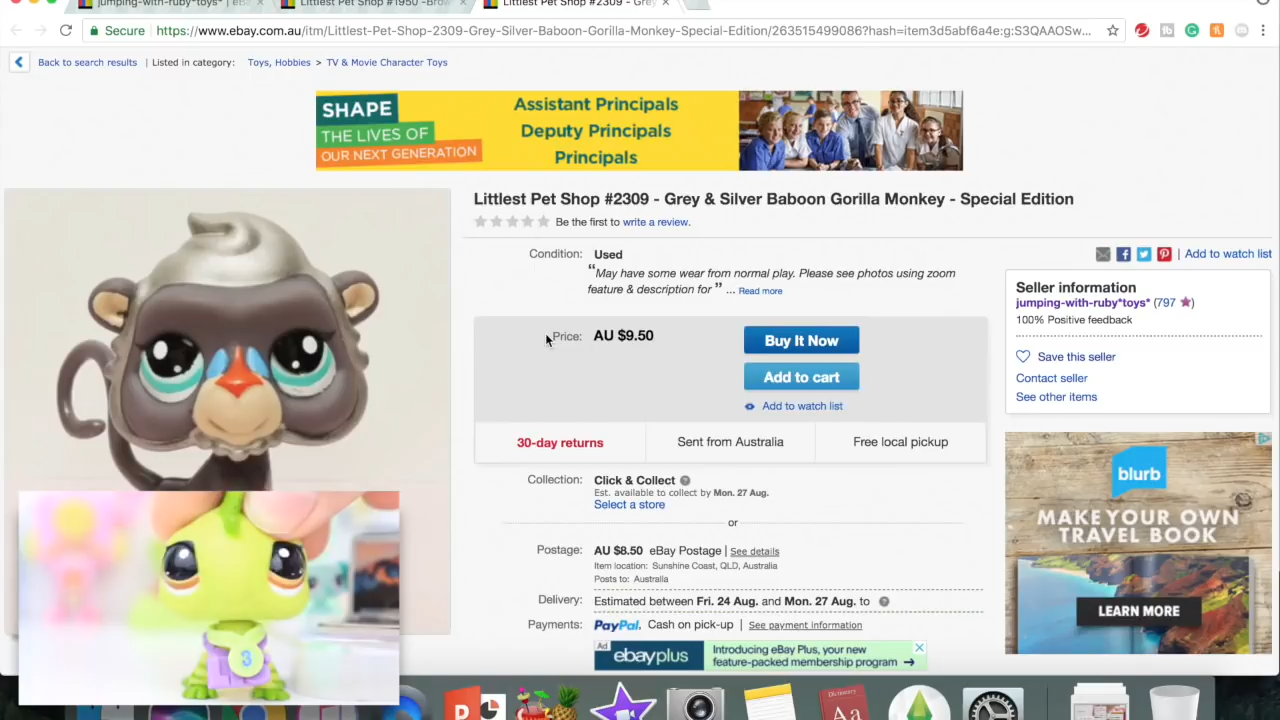 jumping-with-ruby*toys* | eBa
Littlest Pet Shop #1950 -Brow
Littlest Pet Shop #2309 - Grey
Secure https://www.ebay.com.au/itm/Littlest-Pet-Shop-2309-Grey-Silver-Baboon-Gorilla-Monkey-Special-Edition/263515499086?hash=item3d5abf6a4e:g:S3QAAOSw...
Back to search results | Listed in category: Toys, Hobbies > TV & Movie Character Toys
SHAPE
THE LIVES OF
OUR NEXT GENERATION
Assistant Principals
Deputy Principals
Principals
Littlest Pet Shop #2309 - Grey & Silver Baboon Gorilla Monkey - Special Edition
Be the first to write a review.
Condition: Used
“May have some wear from normal play. Please see photos using zoom
feature & description for ” ... Read more
Price: AU $9.50
Buy It Now
Add to cart
Add to watch list
30-day returns
Sent from Australia
Free local pickup
Collection: Click & Collect
Est. available to collect by Mon. 27 Aug.
Select a store
or
Postage: AU $8.50 eBay Postage | See details
Item location: Sunshine Coast, QLD, Australia
Posts to: Australia
Delivery: Estimated between Fri. 24 Aug. and Mon. 27 Aug. to
Payments: PayPal. Cash on pick-up | See payment information
Ad
ebayplus
Introducing eBay Plus, your new
feature-packed membership program →
| Add to watch list
Seller information
jumping-with-ruby*toys* (797)
100% Positive feedback
Save this seller
Contact seller
See other items
blurb
MAKE YOUR OWN
TRAVEL BOOK
LEARN MORE
3
P
Dictionary
Aa